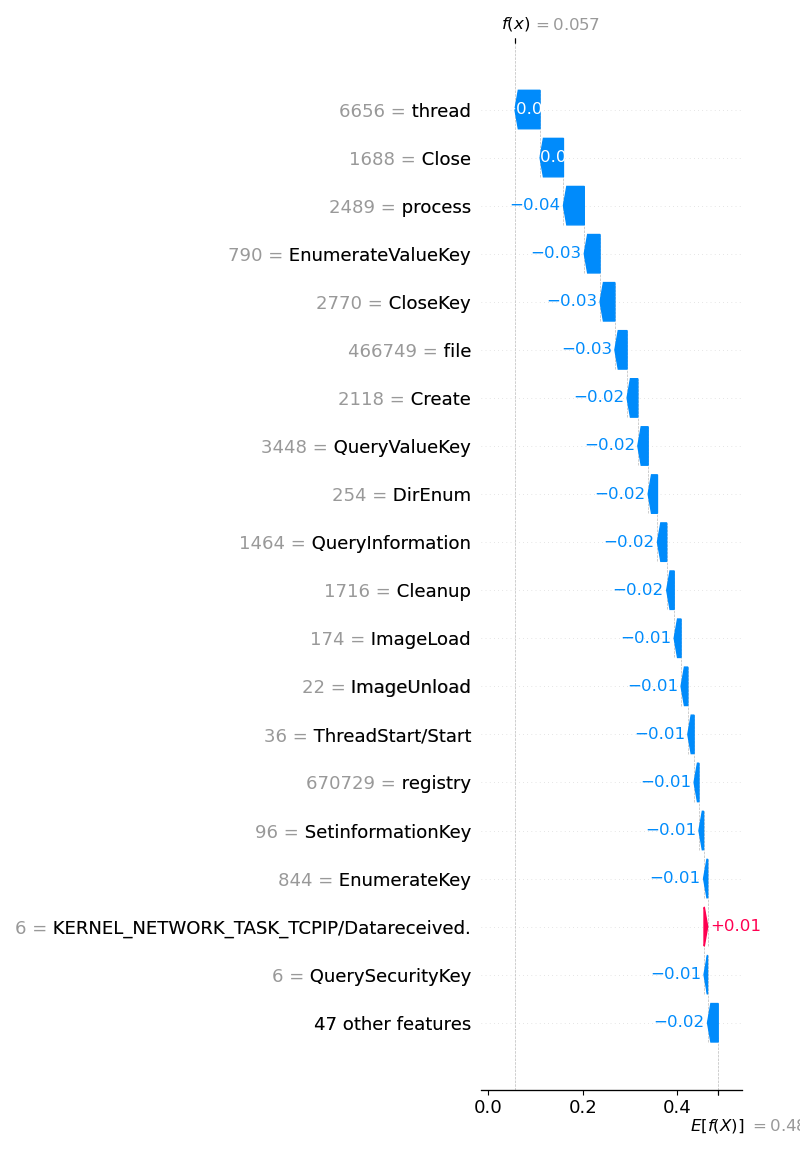 f(x) = 0.057
6656 = thread
1688 = Close
2489 = process
−0.04
790 = EnumerateValueKey
−0.03
2770 = CloseKey
−0.03
466749 = file
−0.03
2118 = Create
−0.02
3448 = QueryValueKey
−0.02
254 = DirEnum
−0.02
1464 = QueryInformation
−0.02
1716 = Cleanup
−0.02
174 = ImageLoad
−0.01
22 = ImageUnload
−0.01
36 = ThreadStart/Start
−0.01
670729 = registry
−0.01
96 = SetinformationKey
−0.01
844 = EnumerateKey
−0.01
6 = KERNEL_NETWORK_TASK_TCPIP/Datareceived.
+0.01
6 = QuerySecurityKey
−0.01
47 other features
−0.02
0.0 0.2 0.4
E[f(X)] = 0.48